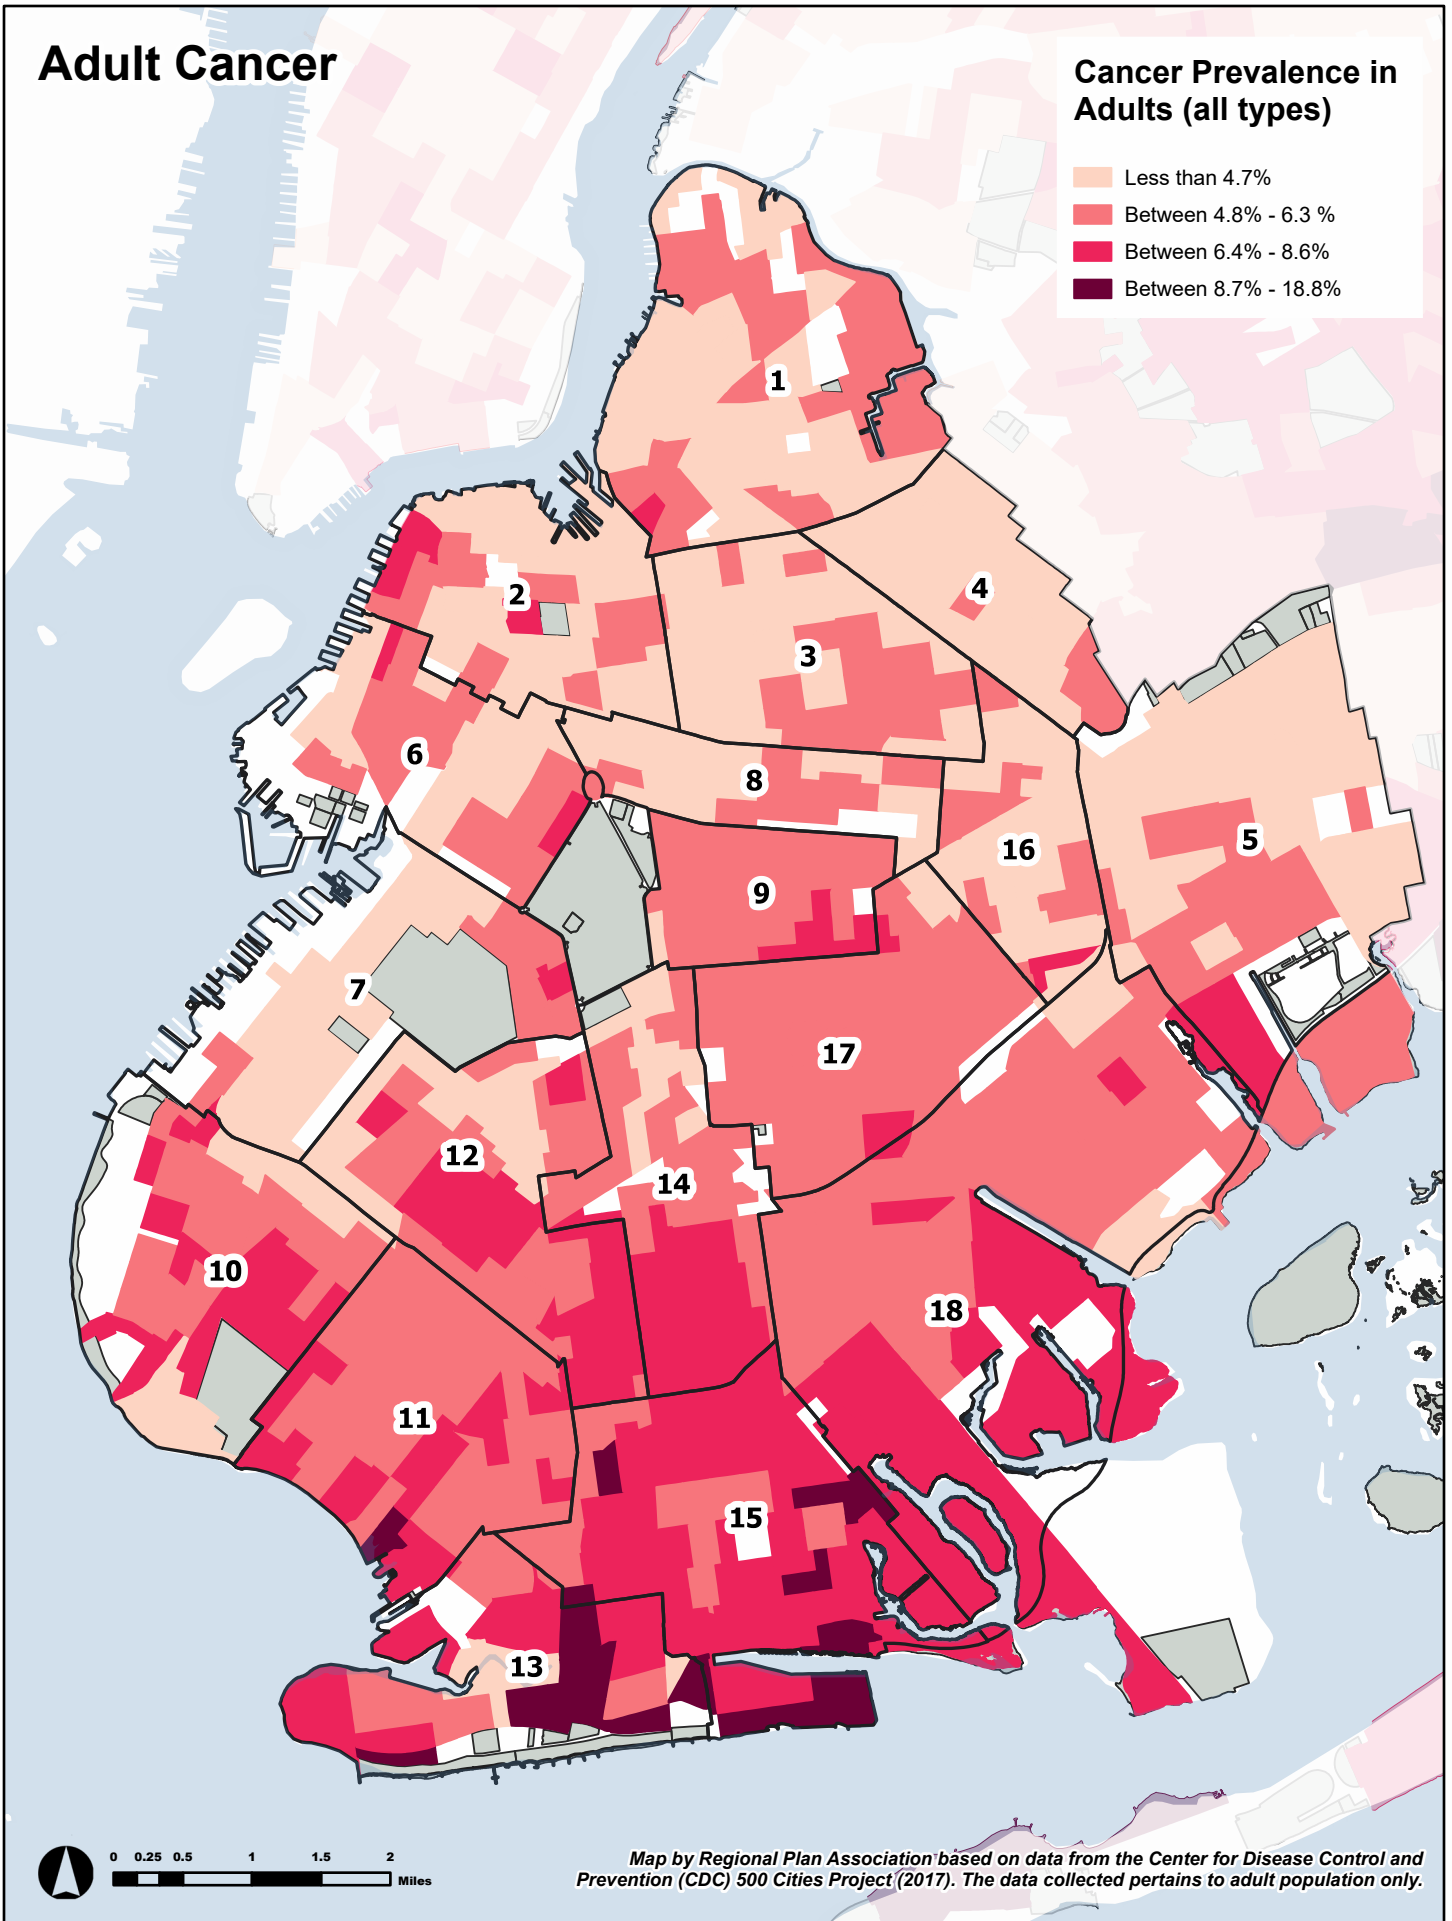 Adult Cancer
Cancer Prevalence in
Adults (all types)
Less than 4.7%
Between 4.8% - 6.3 %
Between 6.4% - 8.6%
Between 8.7% - 18.8%
1
2
4
3
6
8
5
16
9
7
17
12
14
10
18
11
15
13
0 0.25 0.5 1 1.5 2
Miles
Map by Regional Plan Association based on data from the Center for Disease Control and
Prevention (CDC) 500 Cities Project (2017). The data collected pertains to adult population only.